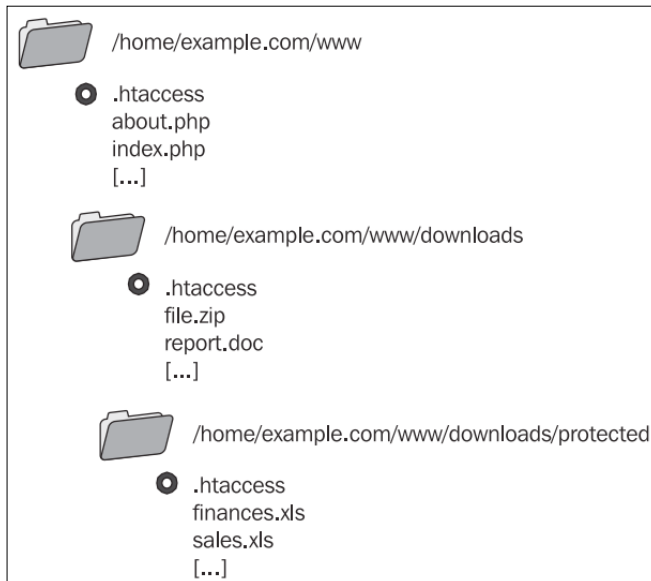 /home/example.com/www
.htaccess
about.php
index.php
[...]
/home/example.com/www/downloads
.htaccess
file.zip
report.doc
[...]
/home/example.com/www/downloads/protected
.htaccess
finances.xls
sales.xls
[...]